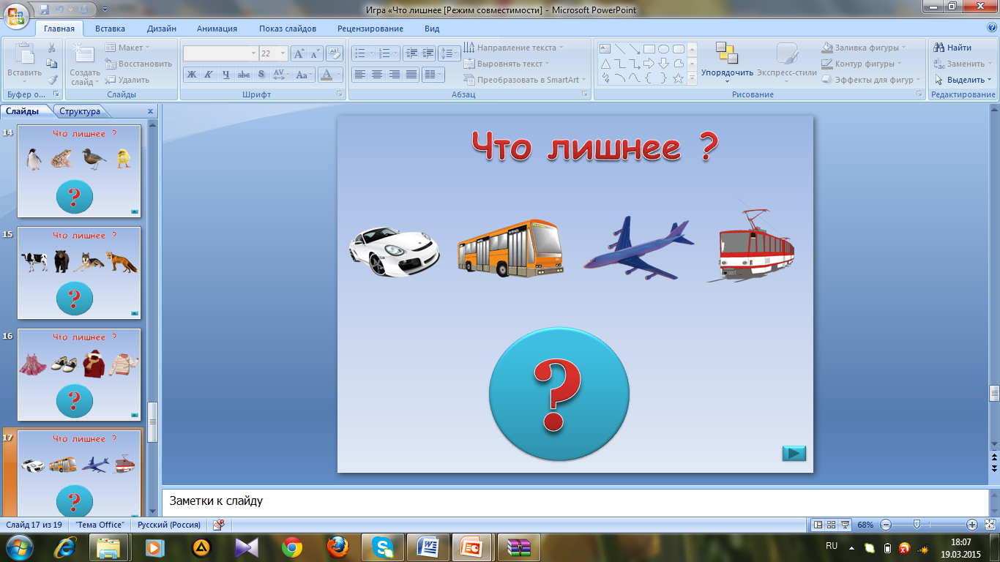 Игра «Что лишнее [Режим совместимости] - Microsoft PowerPoint
Главная Вставка Дизайн Анимация Показ слайдов Рецензирование Вид
Вставить
Буфер о...
Создать слайд
Макет
Восстановить
Удалить
Слайды
22
Ж К Ч abc S AV Aa A
Шрифт
Направление текста
Выровнять текст
Преобразовать в SmartArt
Абзац
Упорядочить
Экспресс-стили
Заливка фигуры
Контур фигуры
Эффекты для фигур
Рисование
Найти
Заменить
Выделить
Редактирование
Слайды Структура x
14
Что лишнее ?
?
15
Что лишнее ?
?
16
Что лишнее ?
?
17
Что лишнее ?
?
Что лишнее ?
?
Заметки к слайду
Слайд 17 из 19 "Тема Office" Русский (Россия) 68%
RU 18:07
19.03.2015